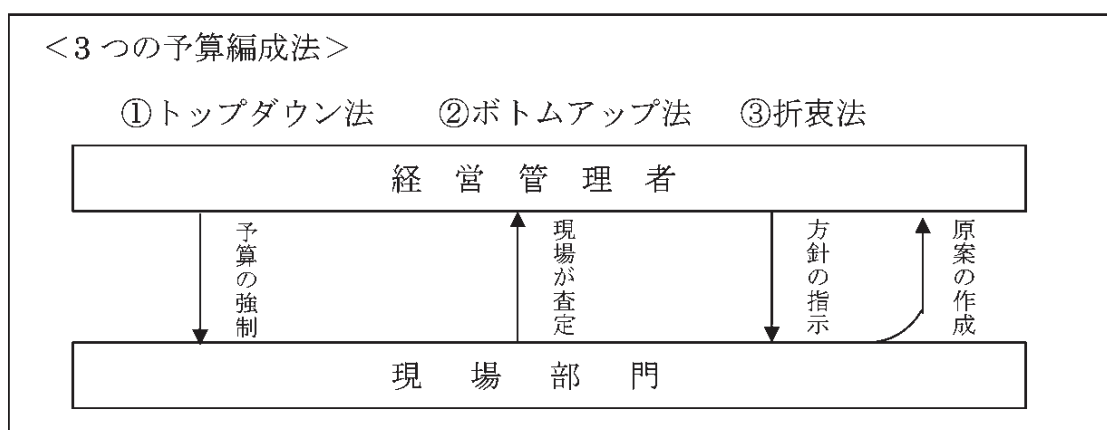 ＜3つの予算編成法＞
①トップダウン法　②ボトムアップ法　③折衷法
経営管理者
予算の強制
現場が査定
方針の指示
原案の作成
現場部門